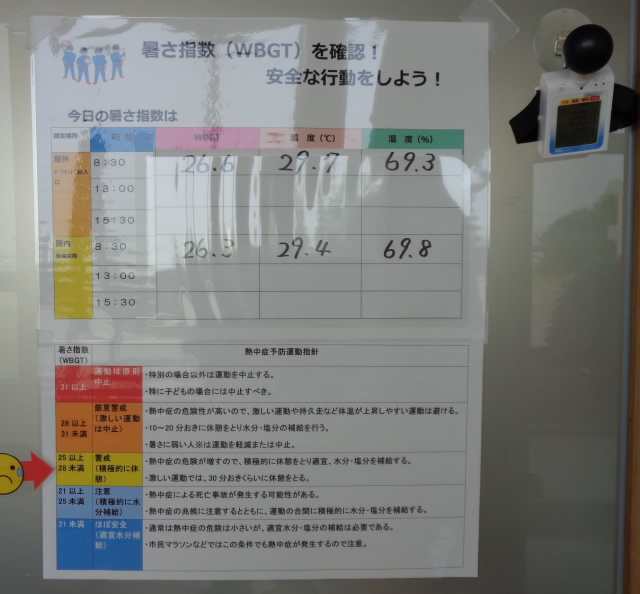 暑さ指数（WBGT）を確認！
安全な行動をしよう！
今日の暑さ指数は
測定場所 時間 WBGT 温度（℃） 湿度（%）
屋外 8:30 26.6 29.7 69.3
13:00
15:30
屋内 8:30 26.3 29.4 69.8
13:00
15:30
暑さ指数（WBGT） 熱中症予防運動指針
31以上 運動は原則中止 ・特別の場合以外は運動を中止する。
・特に子どもの場合には中止すべき。
28以上31未満 厳重警戒（激しい運動は中止） ・熱中症の危険性が高いので、激しい運動や持久走など体温が上昇しやすい運動は避ける。
・10～20分おきに休憩をとり水分・塩分の補給を行う。
・暑さに弱い人※は運動を軽減または中止。
25以上28未満 警戒（積極的に休憩） ・熱中症の危険が増すので、積極的に休憩をとり適宜、水分・塩分を補給する。
・激しい運動では、30分おきくらいに休憩をとる。
21以上25未満 注意（積極的に水分補給） ・熱中症による死亡事故が発生する可能性がある。
・熱中症の兆候に注意するとともに、運動の合間に積極的に水分・塩分を補給する。
21未満 ほぼ安全（適宜水分補給） ・通常は熱中症の危険は小さいが、適宜水分・塩分の補給は必要である。
・市民マラソンなどではこの条件でも熱中症が発生するので注意。